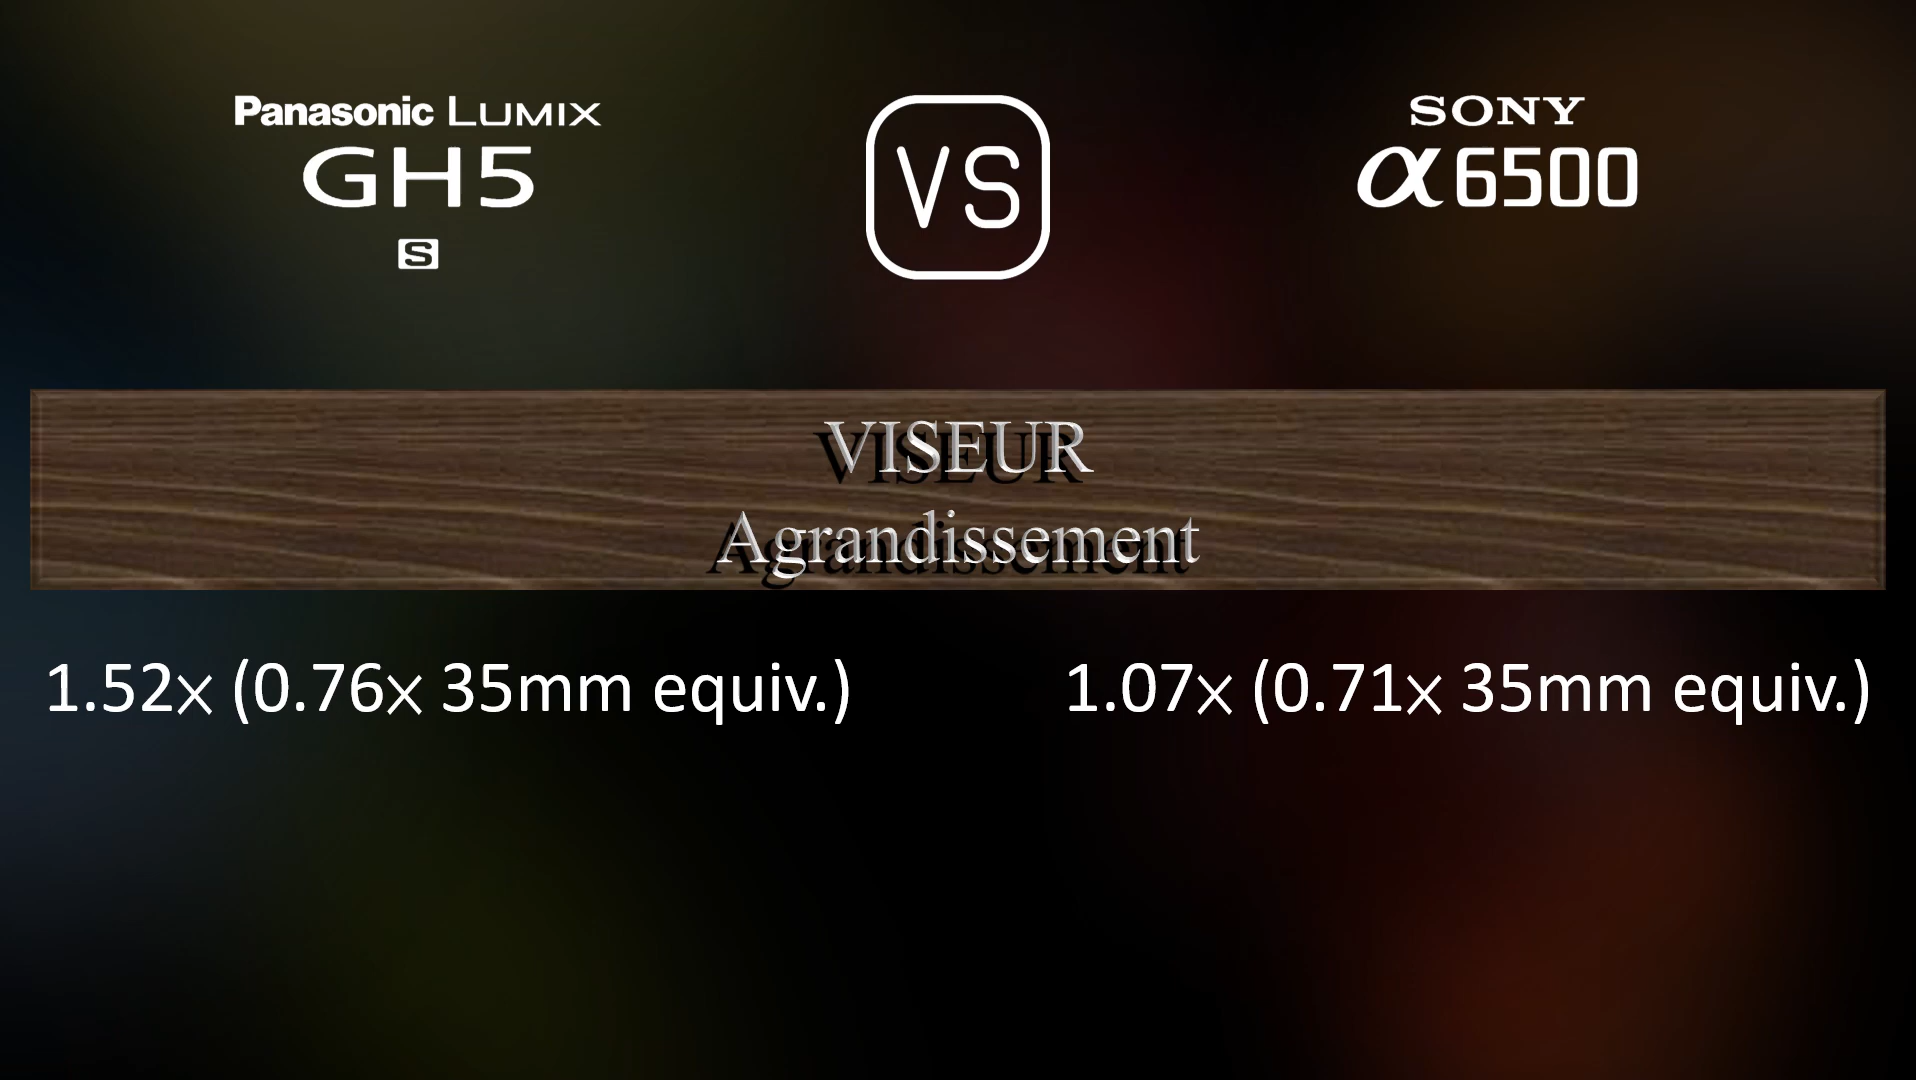 Panasonic LUMIX
GH5
S
VS
SONY
α6500
VISEUR
Agrandissement
1.52x (0.76x 35mm equiv.)
1.07x (0.71x 35mm equiv.)